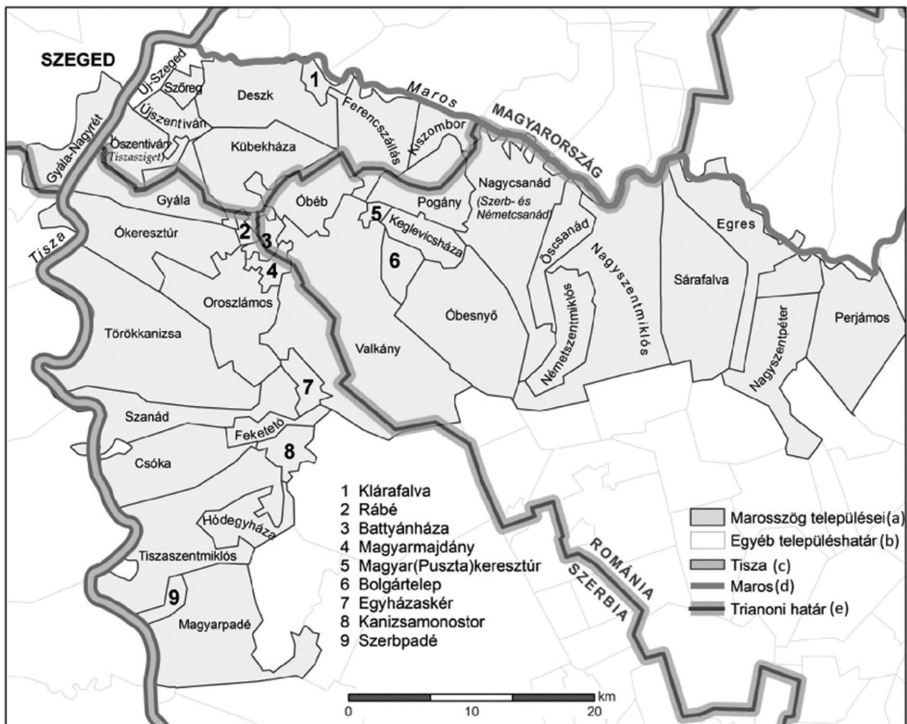 SZEGED
Új-Szeged
Szőreg
Deszk
1
Ferencszállás
Maros
Kiszombor
MAGYARORSZÁG
Gyála-Nagyrét
Újszentiván
Ószentiván
(Tiszasziget)
Kübekháza
Gyála
Óbéb
Pogány
Nagycsanád
(Szerb- és
Németcsanád)
Tisza
Ókeresztúr
2
3
4
5
Keglevicsháza
6
Őscsanád
Nagyszentmiklós
Németszentmiklós
Sárafalva
Egres
Nagyszentpéter
Perjámos
Oroszlámos
Óbesnyő
Törökkanizsa
Valkány
7
Szanád
Feketetó
8
Csóka
Hódegyháza
Tiszaszentmiklós
9
Magyarpadé
ROMÁNIA
SZERBIA
1 Klárafalva
2 Rábé
3 Battyánháza
4 Magyarmajdány
5 Magyar(Puszta)keresztúr
6 Bolgártelep
7 Egyházaskér
8 Kanizsamonostor
9 Szerbpadé
Marosszög települései(a)
Egyéb településhatár (b)
Tisza (c)
Maros(d)
Trianoni határ (e)
km
0 10 20